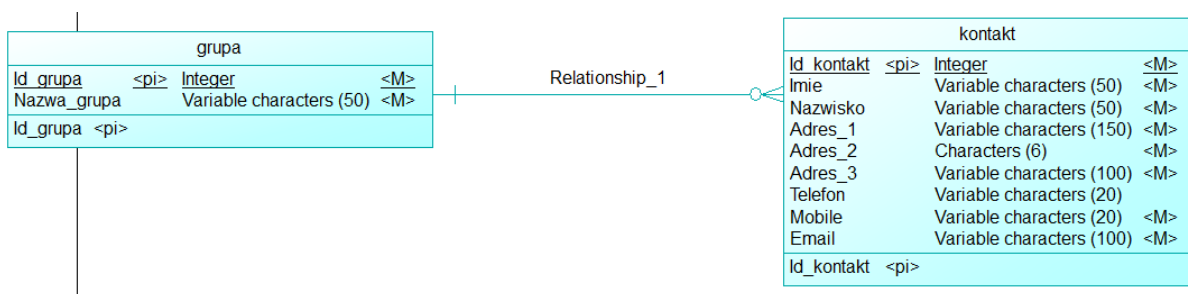 grupa
Id_grupa <pi> Integer <M>
Nazwa_grupa Variable characters (50) <M>
Id_grupa <pi>
Relationship_1
kontakt
Id_kontakt <pi> Integer <M>
Imie Variable characters (50) <M>
Nazwisko Variable characters (50) <M>
Adres_1 Variable characters (150) <M>
Adres_2 Characters (6) <M>
Adres_3 Variable characters (100) <M>
Telefon Variable characters (20)
Mobile Variable characters (20) <M>
Email Variable characters (100) <M>
Id_kontakt <pi>